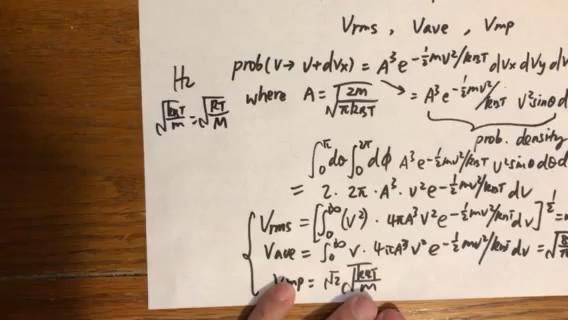 Vrms , Vave , Vmp
prob(v → v+dvx) = A³ e^{-½mv²/kBT} dvx dvy dv
H₂
√(kBT/m) = √(RT/M)
where A = √(2m/πkBT) → = A³ e^{-½mv²/kBT} v² sinθ d
prob. density
∫₀^π dθ ∫₀^{2π} dφ A³ e^{-½mv²/kBT} v² sinθ dθ d
= 2 · 2π · A³ · v² e^{-½mv²/kBT} dv
Vrms = [∫₀^∞ (v²) · 4πA³ v² e^{-½mv²/kBT} dv]^{½} =
Vave = ∫₀^∞ v · 4πA³ v² e^{-½mv²/kBT} dv = √
Vmp = √2 √(kBT/m)